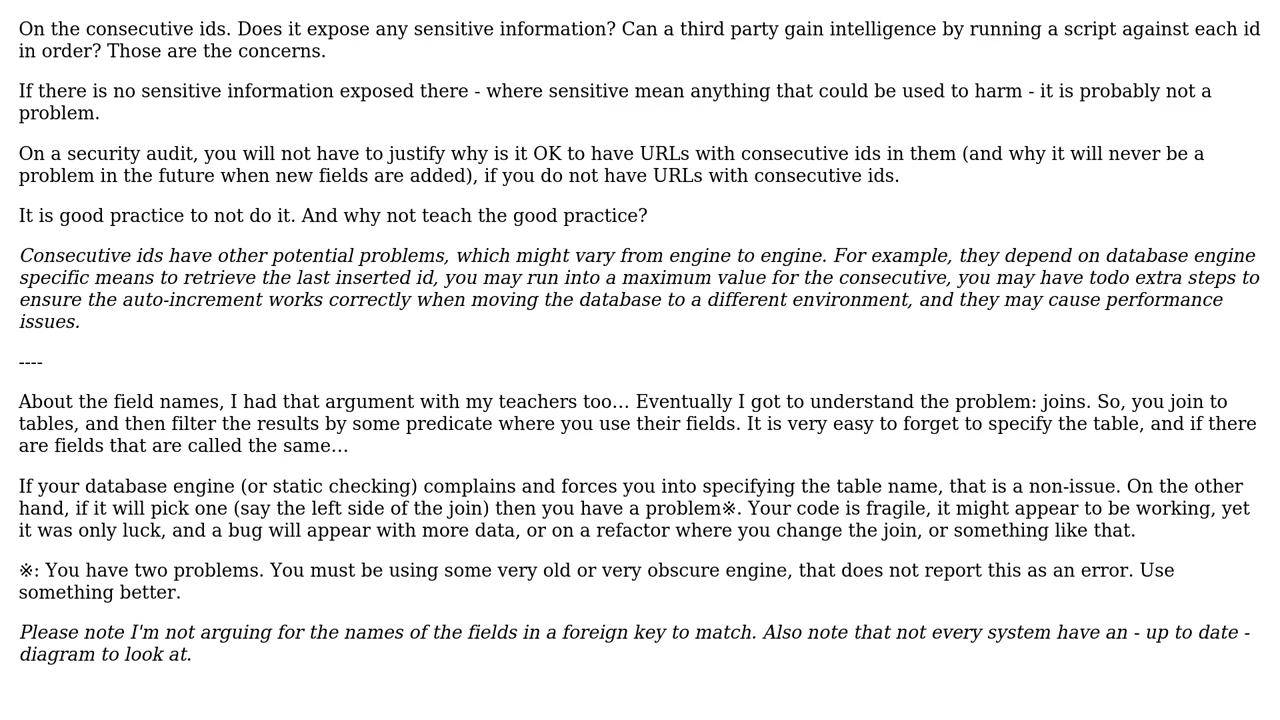 On the consecutive ids. Does it expose any sensitive information? Can a third party gain intelligence by running a script against each id
in order? Those are the concerns.
If there is no sensitive information exposed there - where sensitive mean anything that could be used to harm - it is probably not a
problem.
On a security audit, you will not have to justify why is it OK to have URLs with consecutive ids in them (and why it will never be a
problem in the future when new fields are added), if you do not have URLs with consecutive ids.
It is good practice to not do it. And why not teach the good practice?
Consecutive ids have other potential problems, which might vary from engine to engine. For example, they depend on database engine
specific means to retrieve the last inserted id, you may run into a maximum value for the consecutive, you may have todo extra steps to
ensure the auto-increment works correctly when moving the database to a different environment, and they may cause performance
issues.
----
About the field names, I had that argument with my teachers too… Eventually I got to understand the problem: joins. So, you join to
tables, and then filter the results by some predicate where you use their fields. It is very easy to forget to specify the table, and if there
are fields that are called the same…
If your database engine (or static checking) complains and forces you into specifying the table name, that is a non-issue. On the other
hand, if it will pick one (say the left side of the join) then you have a problem※. Your code is fragile, it might appear to be working, yet
it was only luck, and a bug will appear with more data, or on a refactor where you change the join, or something like that.
※: You have two problems. You must be using some very old or very obscure engine, that does not report this as an error. Use
something better.
Please note I'm not arguing for the names of the fields in a foreign key to match. Also note that not every system have an - up to date -
diagram to look at.